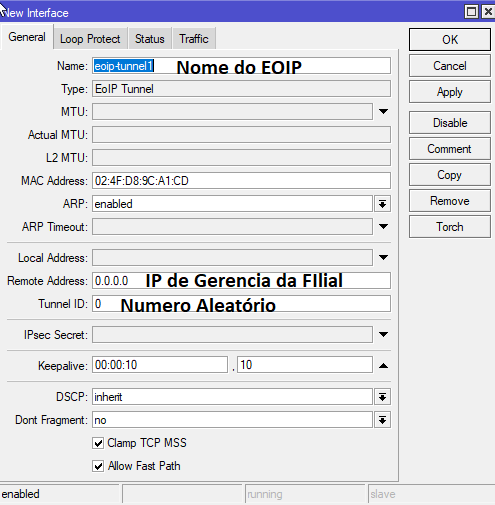 New Interface
General Loop Protect Status Traffic
Name: eoip-tunnel1 Nome do EOIP
Type: EoIP Tunnel
MTU:
Actual MTU:
L2 MTU:
MAC Address: 02:4F:D8:9C:A1:CD
ARP: enabled
ARP Timeout:
Local Address:
Remote Address: 0.0.0.0 IP de Gerencia da FIlial
Tunnel ID: 0 Numero Aleatório
IPsec Secret:
Keepalive: 00:00:10 , 10
DSCP: inherit
Dont Fragment: no
Clamp TCP MSS
Allow Fast Path
OK
Cancel
Apply
Disable
Comment
Copy
Remove
Torch
enabled running slave